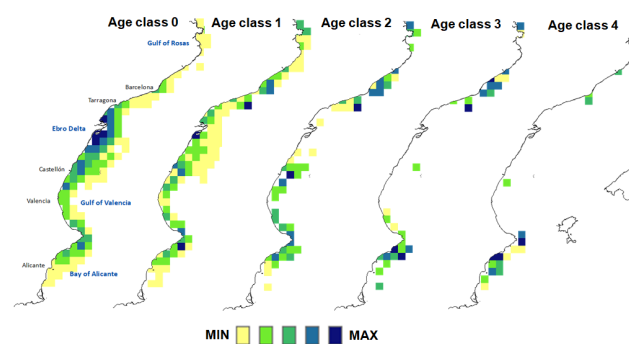 Age class 0
Age class 1
Age class 2
Age class 3
Age class 4
Gulf of Rosas
Barcelona
Tarragona
Ebro Delta
Castellón
Valencia
Gulf of Valencia
Alicante
Bay of Alicante
MIN
MAX